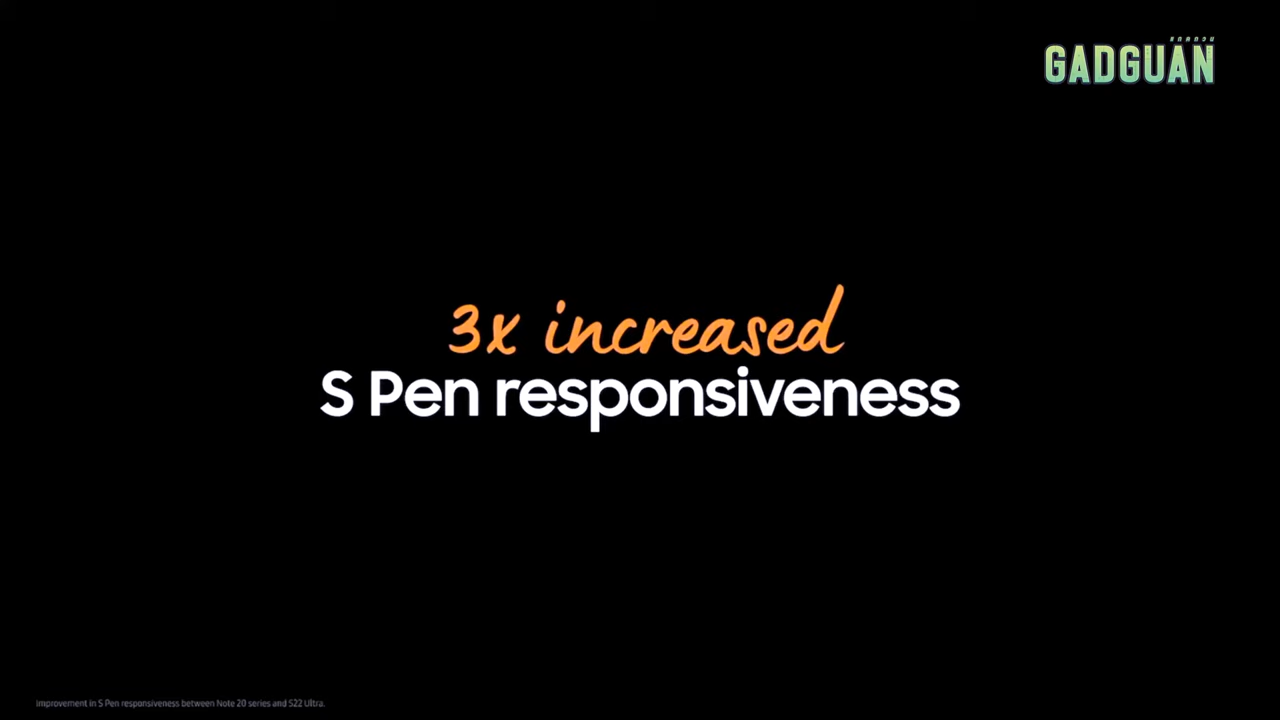 GADGUAN
3x increased
S Pen responsiveness
Improvement in S Pen responsiveness between Note 20 series and S22 Ultra.